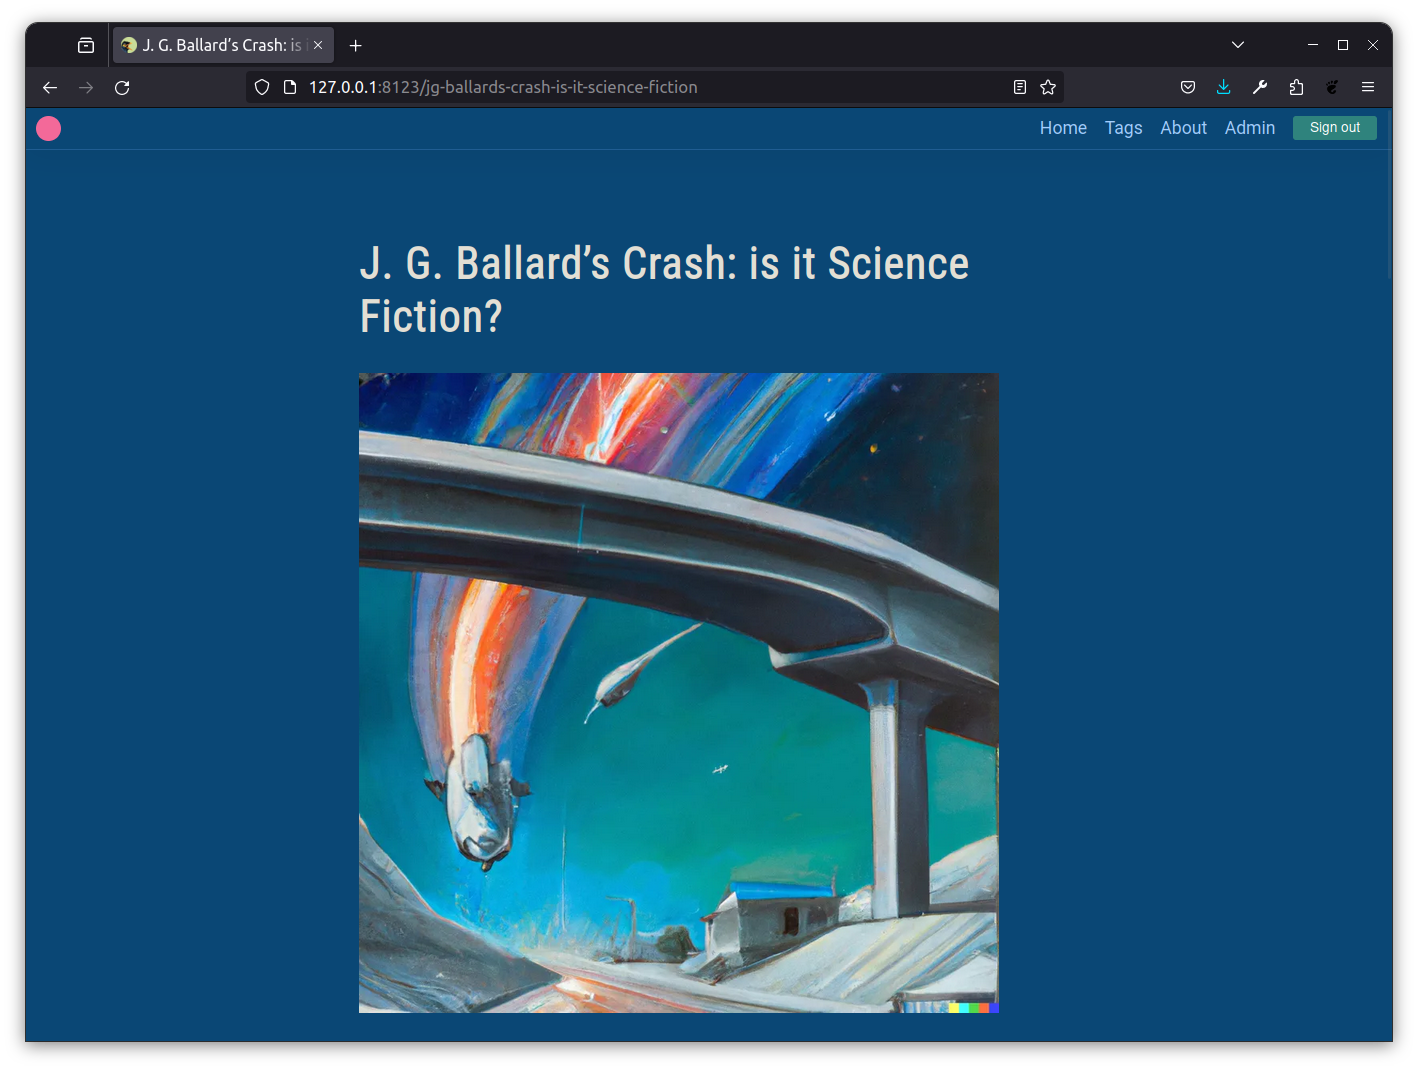 J. G. Ballard’s Crash: is i
127.0.0.1:8123/jg-ballards-crash-is-it-science-fiction
Home Tags About Admin Sign out
J. G. Ballard’s Crash: is it Science
Fiction?